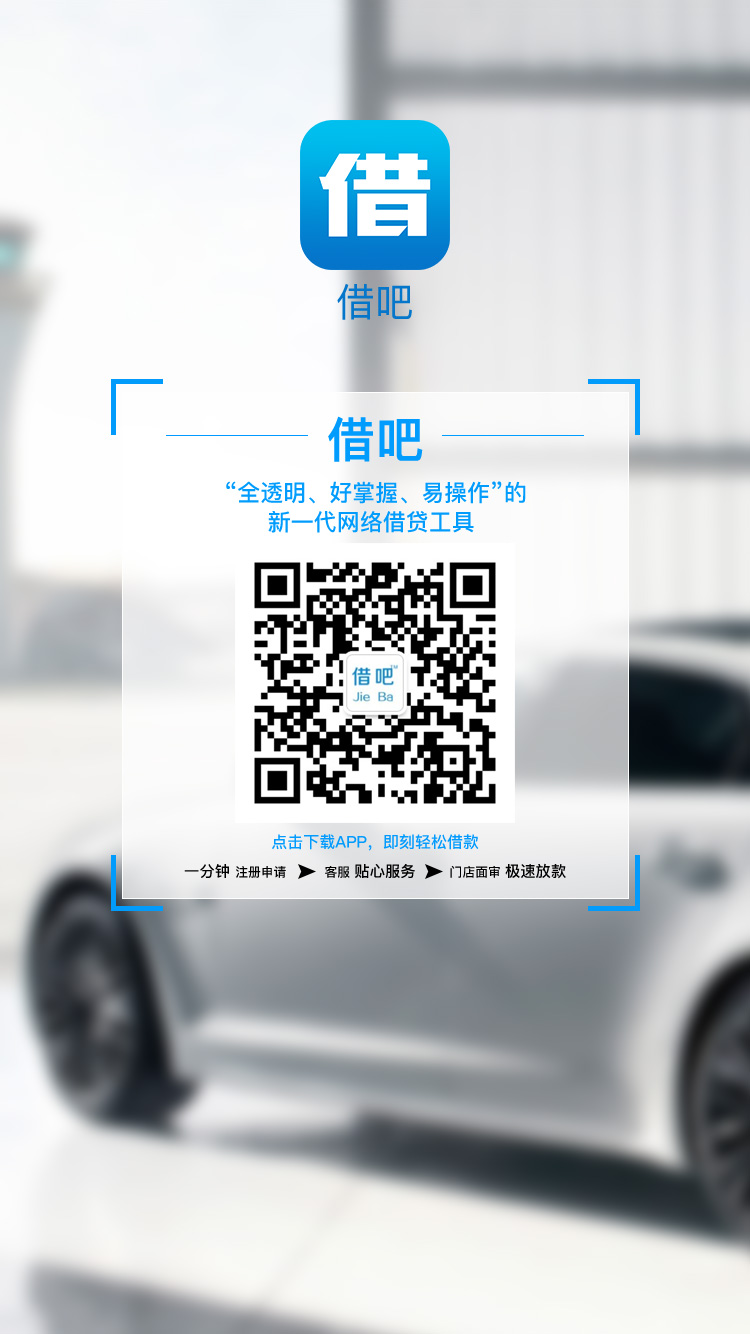 借
借吧
借吧
“全透明、好掌握、易操作”的
新一代网络借贷工具
借吧™
Jie Ba
点击下载APP，即刻轻松借款
一分钟 注册申请 ➤ 客服 贴心服务 ➤ 门店面审 极速放款